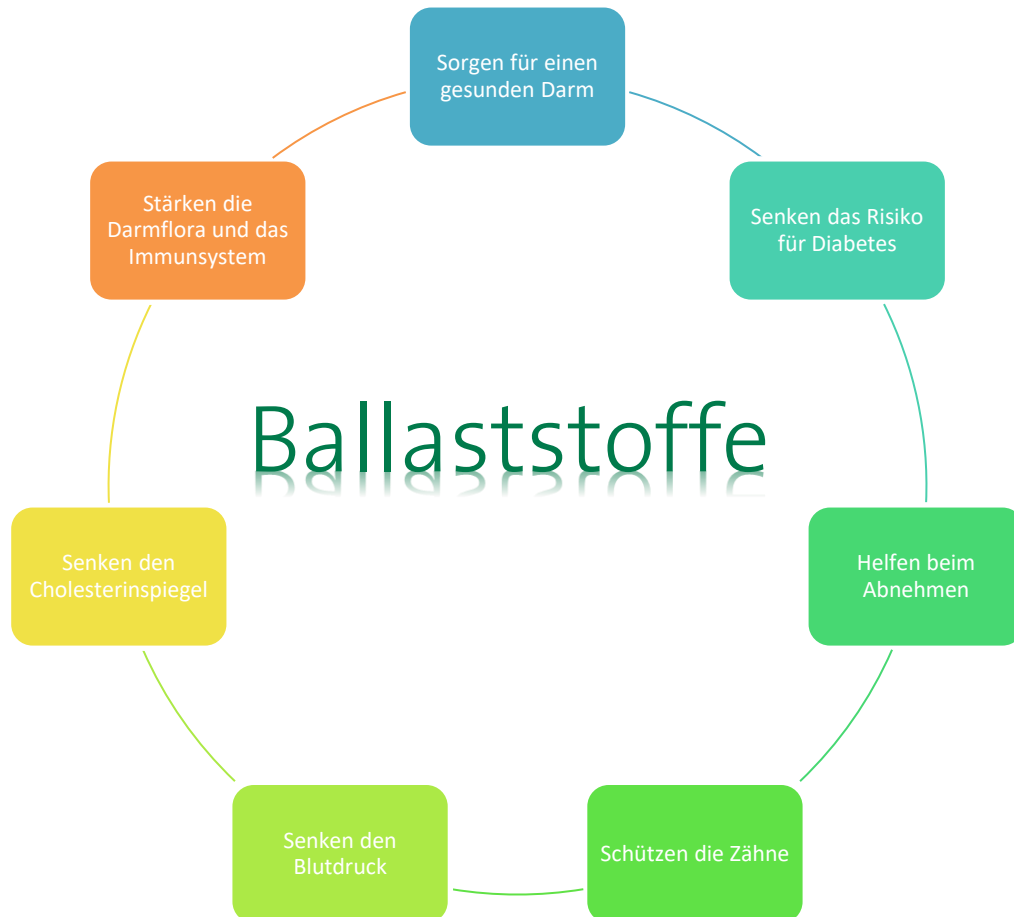 Sorgen für einen
gesunden Darm
Senken das Risiko
für Diabetes
Helfen beim
Abnehmen
Schützen die Zähne
Senken den
Blutdruck
Senken den
Cholesterinspiegel
Stärken die
Darmflora und das
Immunsystem
Ballaststoffe